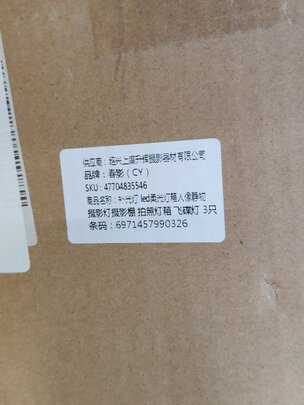 供应商：绍兴上虞升辉摄影器材有限公司
品牌：春影（CY）
SKU：47704835546
商品名称：补光灯 led柔光灯箱人像静物
摄影灯摄影棚 拍照灯箱 飞碟灯 3只
条码：6971457990326